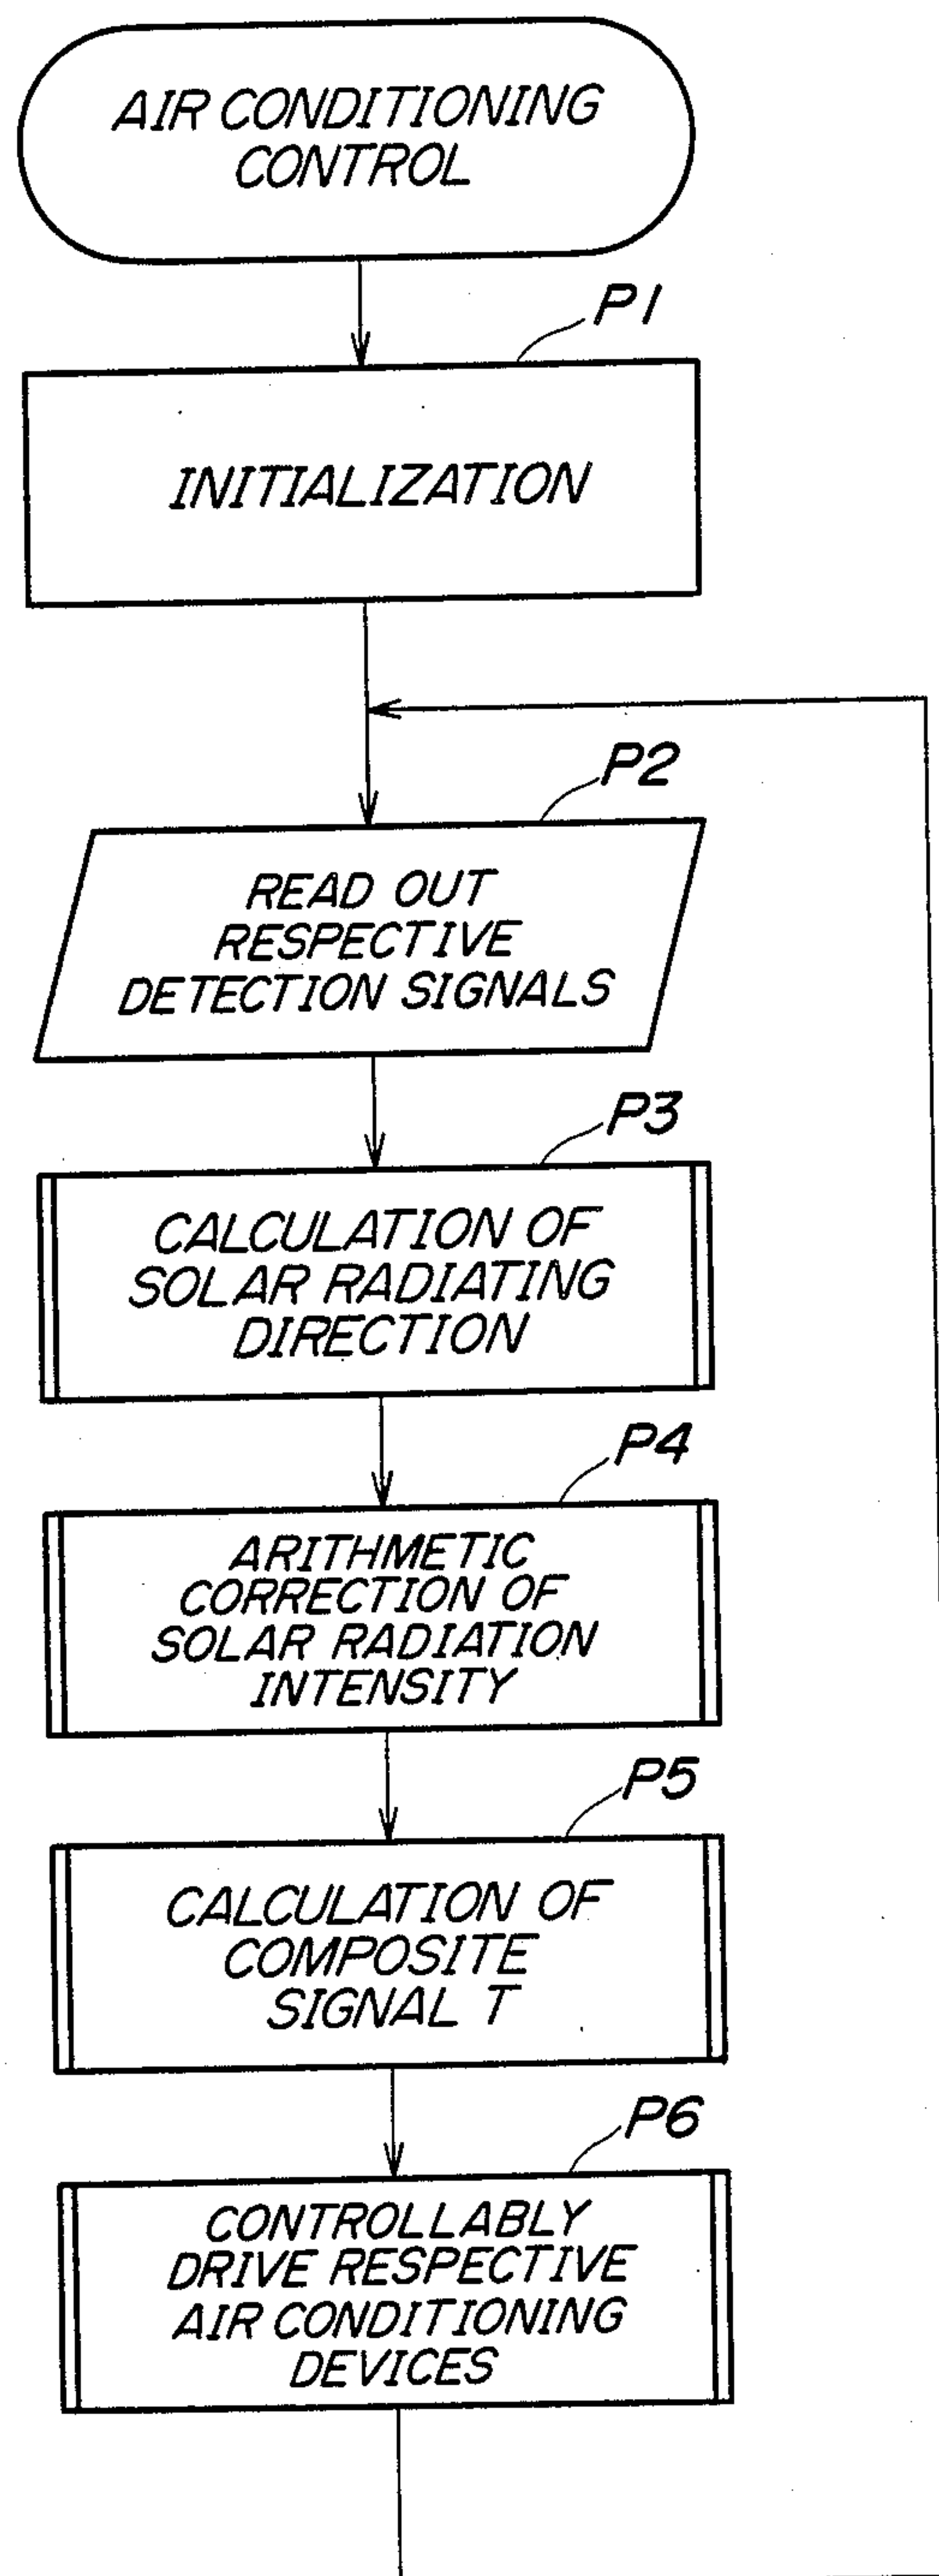 AIR CONDITIONING
CONTROL
P1
INITIALIZATION
P2
READ OUT
RESPECTIVE
DETECTION SIGNALS
P3
CALCULATION OF
SOLAR RADIATING
DIRECTION
P4
ARITHMETIC
CORRECTION OF
SOLAR RADIATION
INTENSITY
P5
CALCULATION OF
COMPOSITE
SIGNAL T
P6
CONTROLLABLY
DRIVE RESPECTIVE
AIR CONDITIONING
DEVICES